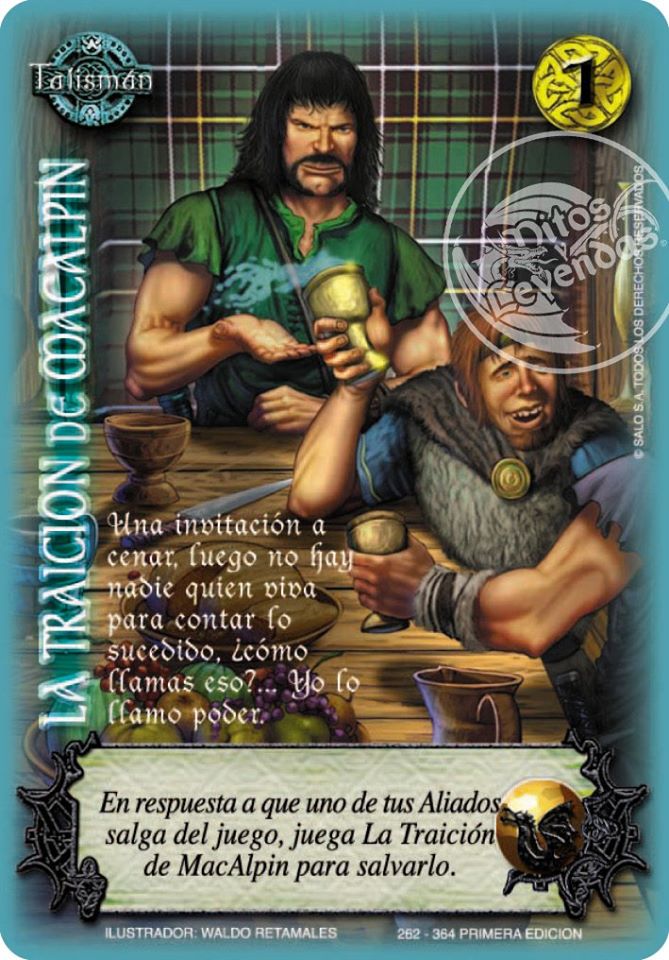 Talismán
1
LA TRAICION DE MACALPIN
Mitos
Leyendas
© SALO S.A. TODOS LOS DERECHOS RESERVADOS
Una invitación a
cenar, luego no hay
nadie quien viva
para contar lo
sucedido, ¿cómo
llamas eso?... Yo lo
llamo poder.
En respuesta a que uno de tus Aliados
salga del juego, juega La Traición
de MacAlpin para salvarlo.
ILUSTRADOR: WALDO RETAMALES
262 - 364 PRIMERA EDICION